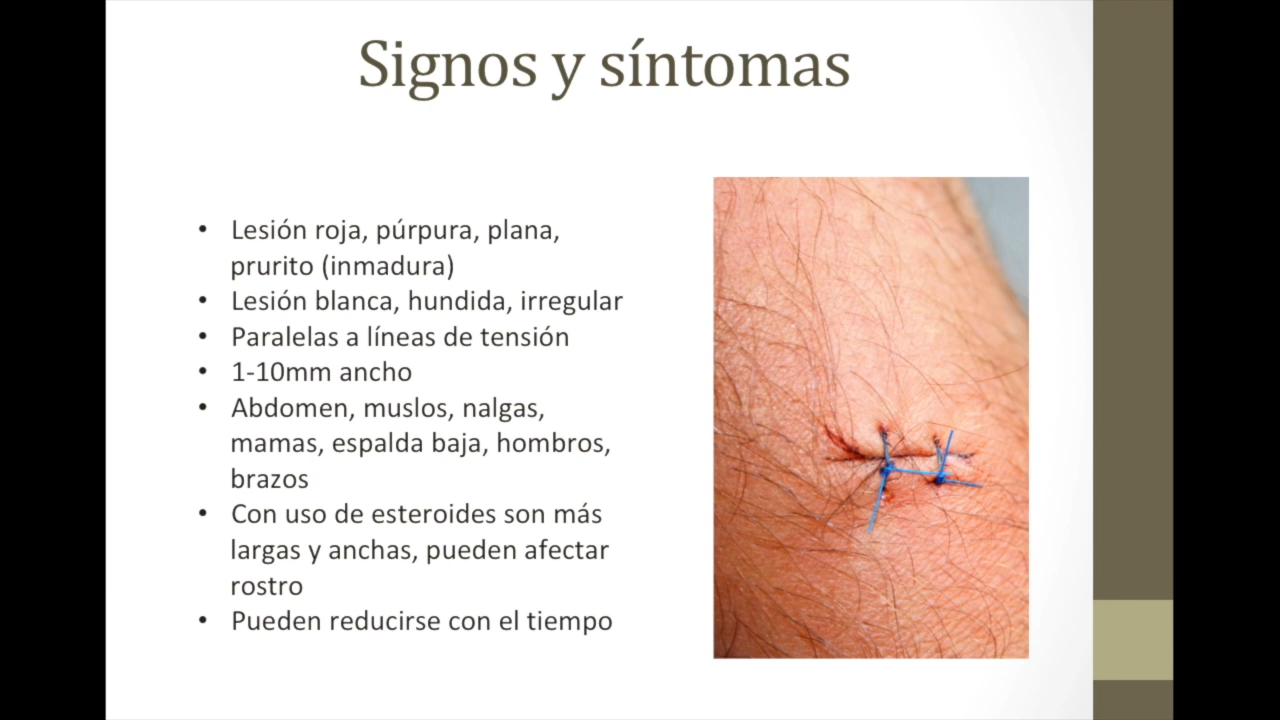 Signos y síntomas
• Lesión roja, púrpura, plana,
prurito (inmadura)
• Lesión blanca, hundida, irregular
• Paralelas a líneas de tensión
• 1-10mm ancho
• Abdomen, muslos, nalgas,
mamas, espalda baja, hombros,
brazos
• Con uso de esteroides son más
largas y anchas, pueden afectar
rostro
• Pueden reducirse con el tiempo